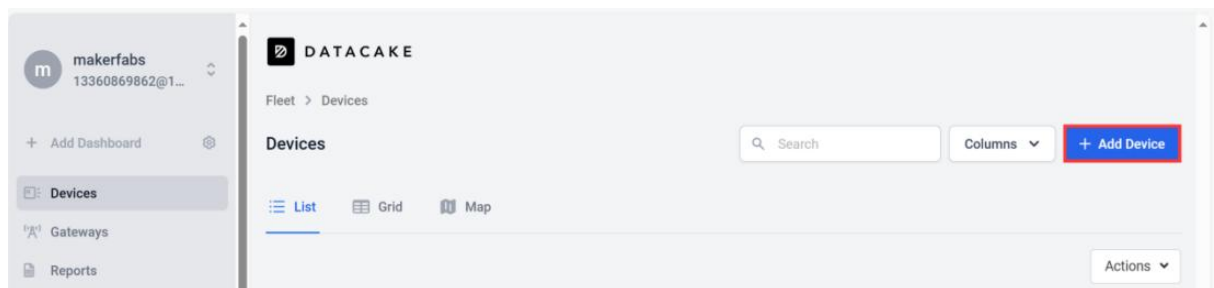 m
makerfabs
13360869862@1...
+ Add Dashboard
Devices
Gateways
Reports
DATACAKE
Fleet > Devices
Devices
Search
Columns
+ Add Device
List
Grid
Map
Actions